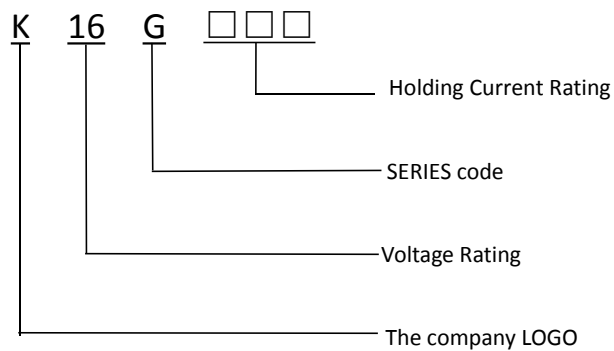 K 16 G □□□
Holding Current Rating
SERIES code
Voltage Rating
The company LOGO